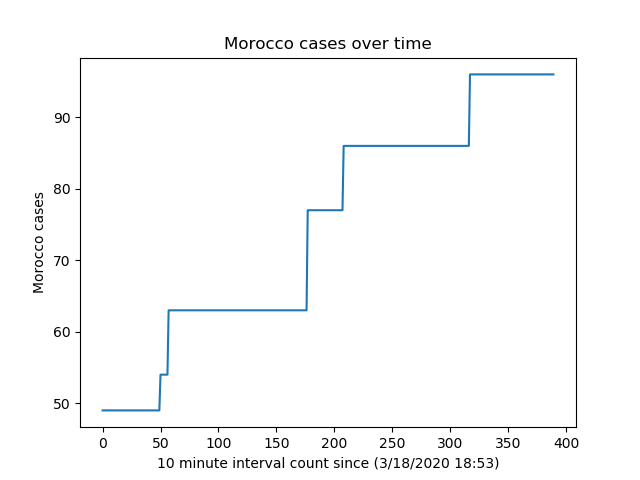 Morocco cases over time
90
80
70
60
50
Morocco cases
0 50 100 150 200 250 300 350 400
10 minute interval count since (3/18/2020 18:53)